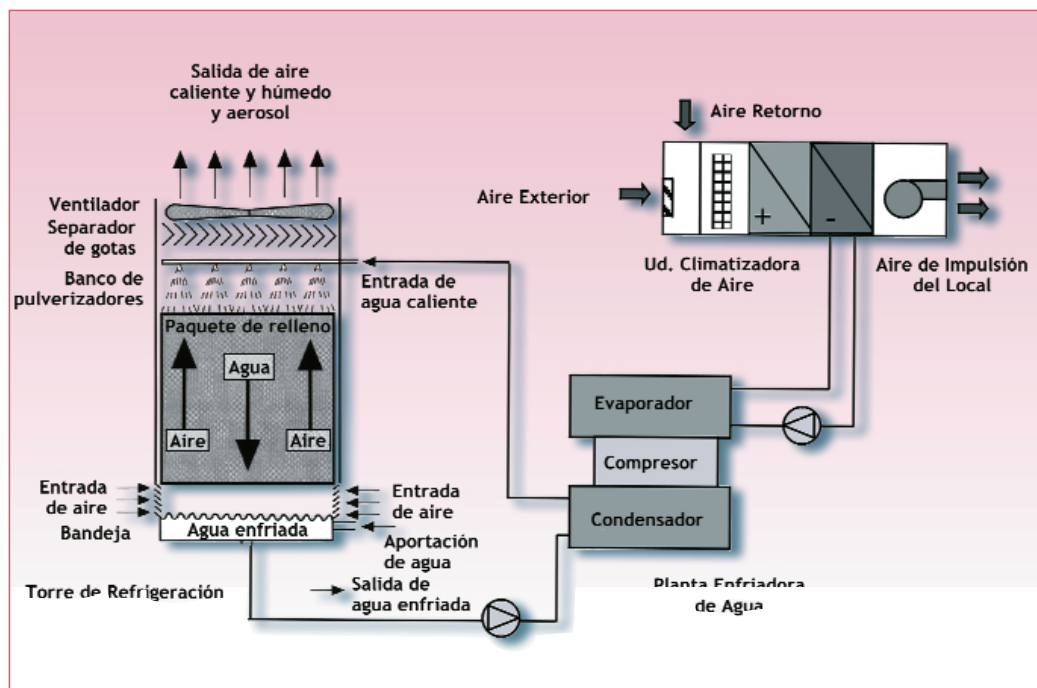 Salida de aire
caliente y húmedo
y aerosol
Aire Retorno
Aire Exterior
Ventilador
Separador
de gotas
Banco de
pulverizadores
Entrada de
agua caliente
+
-
Ud. Climatizadora
de Aire
Aire de Impulsión
del Local
Paquete de relleno
Agua
Aire
Aire
Evaporador
Compresor
Condensador
Entrada
de aire
Entrada
de aire
Bandeja
Agua enfriada
Aportación
de agua
Torre de Refrigeración
Salida de
agua enfriada
Planta Enfriadora
de Agua